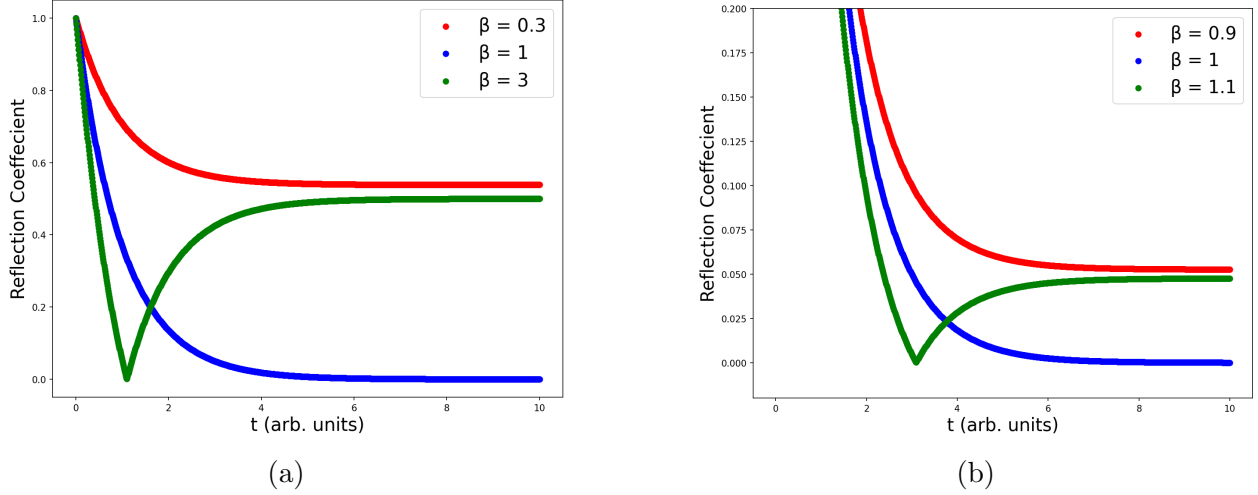 1.0
0.8
0.6
0.4
0.2
0.0
Reflection Coeffecient
0
2
4
6
8
10
t (arb. units)
β = 0.3
β = 1
β = 3
(a)
0.200
0.175
0.150
0.125
0.100
0.075
0.050
0.025
0.000
Reflection Coeffecient
0
2
4
6
8
10
t (arb. units)
β = 0.9
β = 1
β = 1.1
(b)